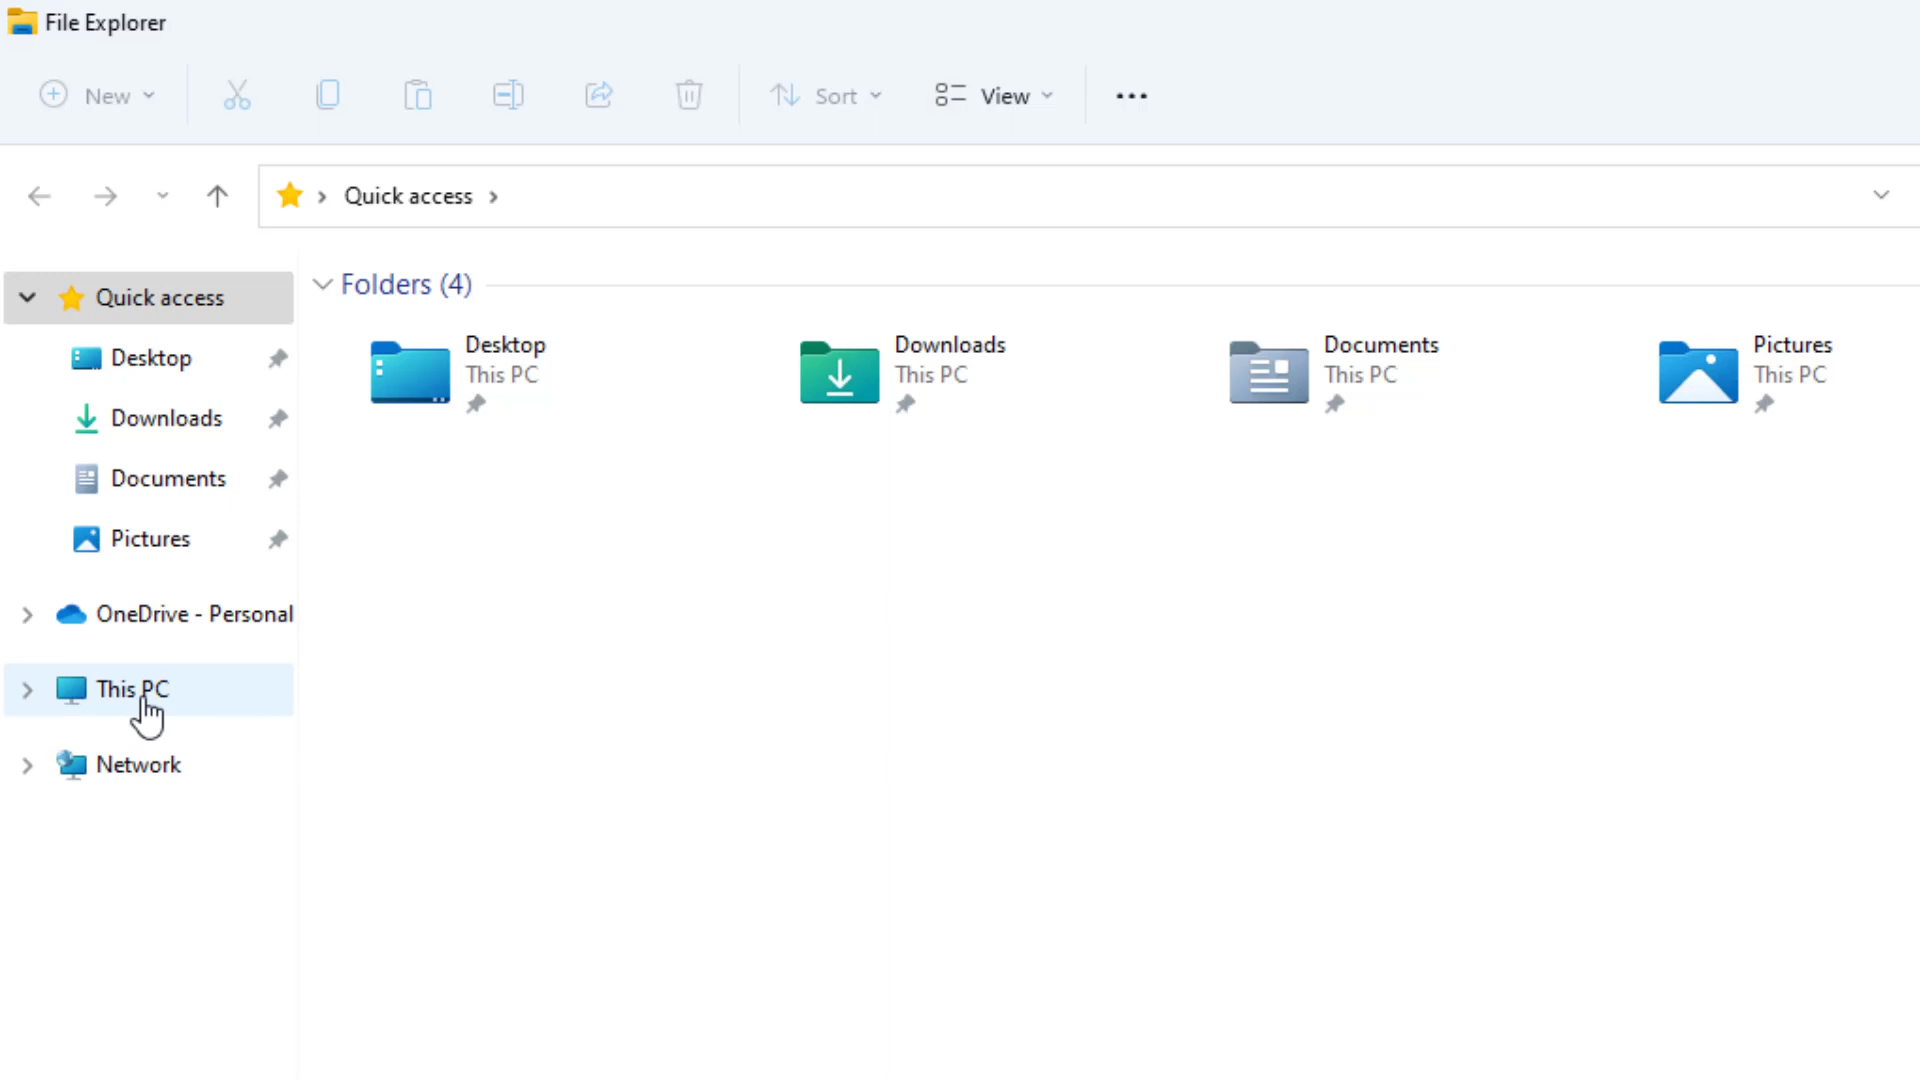 File Explorer
New
Sort
View
Quick access
Quick access
Desktop
Downloads
Documents
Pictures
OneDrive - Personal
This PC
Network
Folders (4)
Desktop
This PC
Downloads
This PC
Documents
This PC
Pictures
This PC